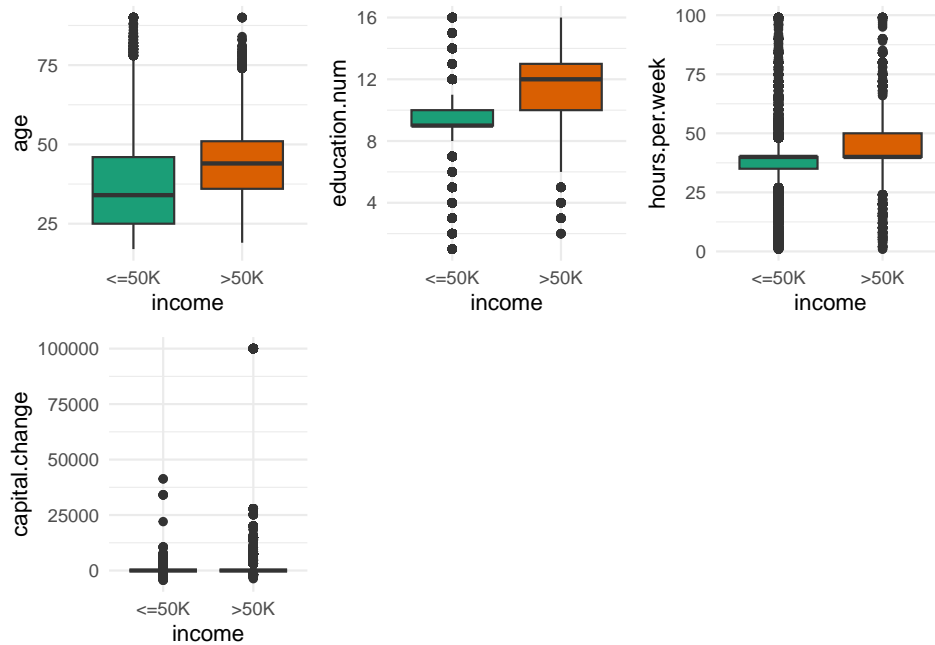 age
75
50
25
<=50K >50K
income
education.num
16
12
8
4
<=50K >50K
income
hours.per.week
100
75
50
25
0
<=50K >50K
income
capital.change
100000
75000
50000
25000
0
<=50K >50K
income